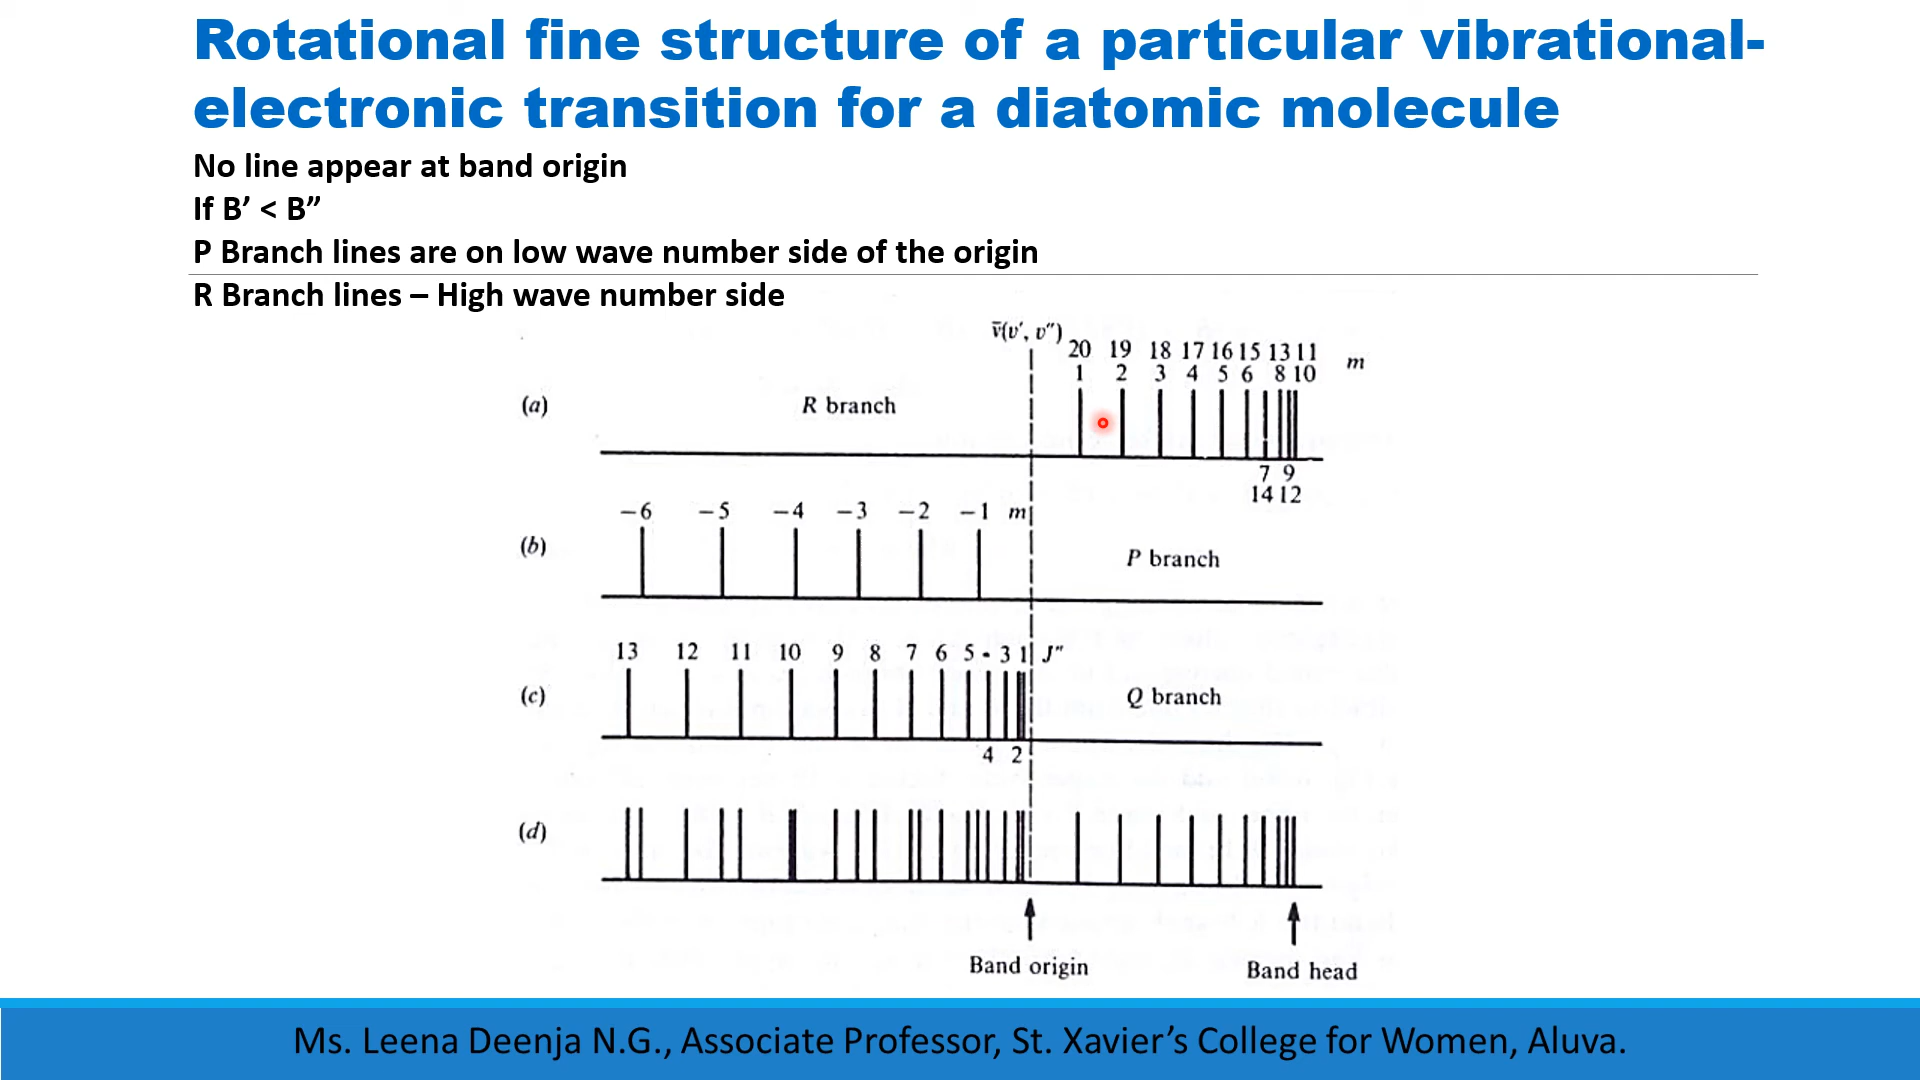 Rotational fine structure of a particular vibrational-
electronic transition for a diatomic molecule
No line appear at band origin
If B’ < B”
P Branch lines are on low wave number side of the origin
R Branch lines – High wave number side
ν̅(v′, v″)
20 19 18 17 16 15 13 11
m
1 2 3 4 5 6 8 10
(a)
R branch
7 9
14 12
−6 −5 −4 −3 −2 −1 m
(b)
P branch
13 12 11 10 9 8 7 6 5 - 3 1 J″
(c)
Q branch
4 2
(d)
Band origin
Band head
Ms. Leena Deenja N.G., Associate Professor, St. Xavier’s College for Women, Aluva.